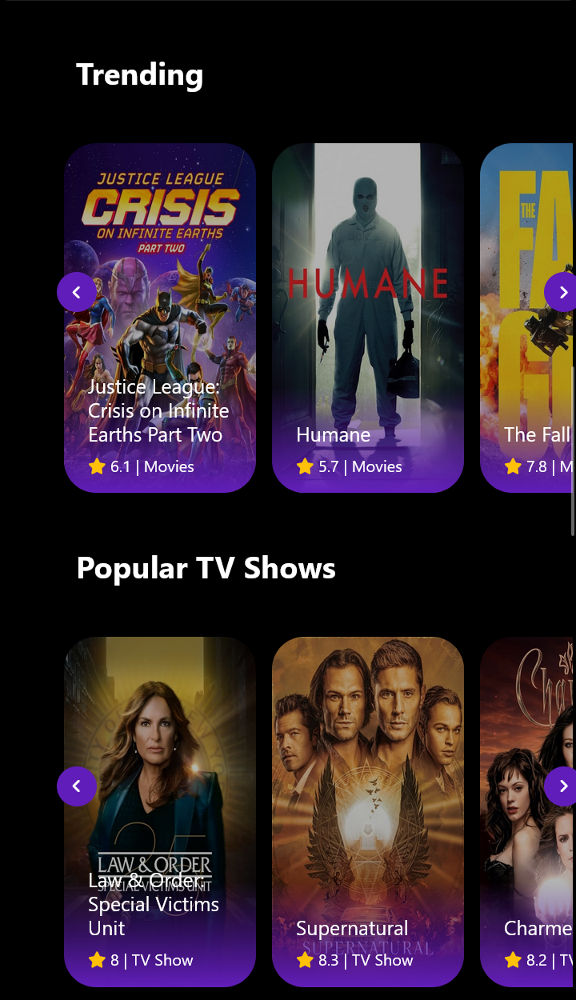 Trending
JUSTICE LEAGUE
CRISIS
ON INFINITE EARTHS
PART TWO
Justice League:
Crisis on Infinite
Earths Part Two
6.1 | Movies
HUMANE
Humane
5.7 | Movies
THE
FA
The Fall
7.8 | M
Popular TV Shows
25
LAW & ORDER
SPECIAL VICTIMS UNIT
Law & Order:
Special Victims
Unit
8 | TV Show
Supernatural
SUPERNATURAL
8.3 | TV Show
Cha
Charme
8.2 | TV